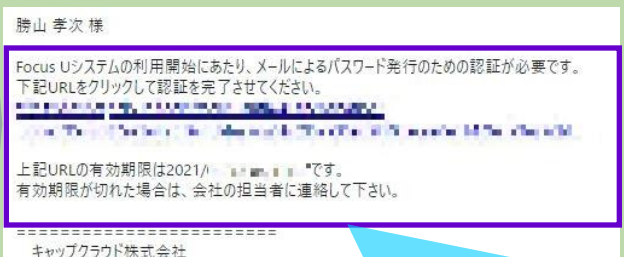 勝山 孝次 様
Focus Uシステムの利用開始にあたり、メールによるパスワード発行のための認証が必要です。
下記URLをクリックして認証を完了させてください。
上記URLの有効期限は2021/ です。
有効期限が切れた場合は、会社の担当者に連絡して下さい。
========================
キャップクラウド株式会社